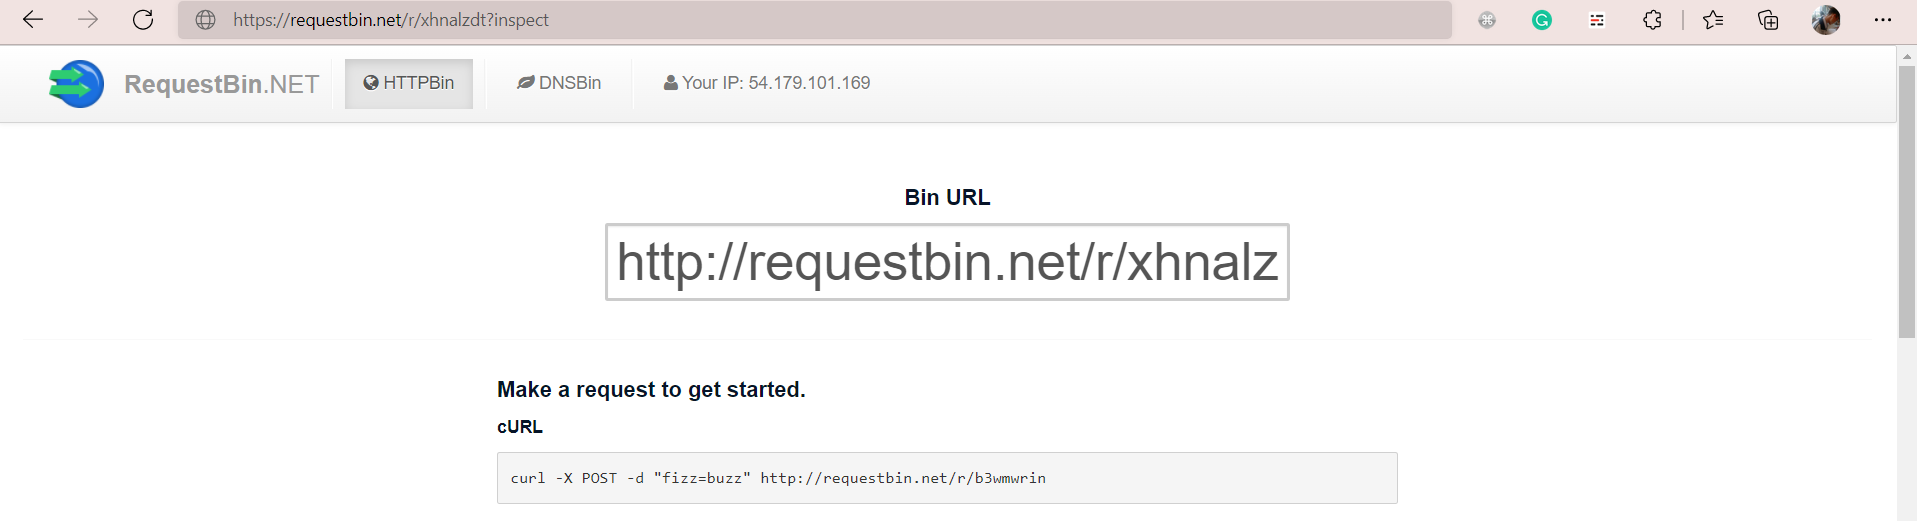 https://requestbin.net/r/xhnalzdt?inspect
RequestBin.NET HTTPBin DNSBin Your IP: 54.179.101.169
Bin URL
http://requestbin.net/r/xhnalz
Make a request to get started.
cURL
curl -X POST -d "fizz=buzz" http://requestbin.net/r/b3wmwrin